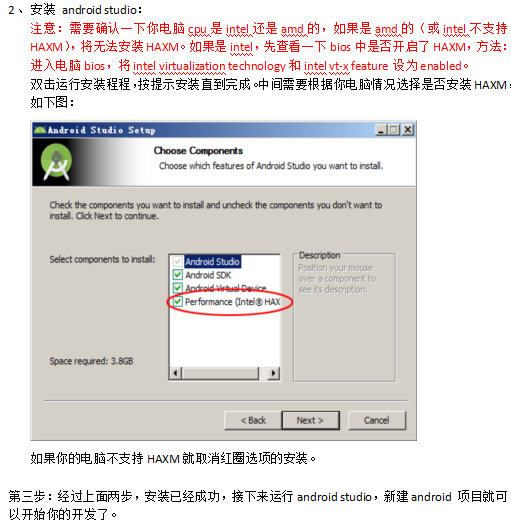 2、安装 android studio：
注意：需要确认一下你电脑 cpu 是 intel 还是 amd 的，如果是 amd 的（或 intel 不支持
HAXM），将无法安装 HAXM。如果是 intel，先查看一下 bios 中是否开启了 HAXM，方法：
进入电脑 bios，将 intel virtualization technology 和 intel vt-x feature 设为 enabled。
双击运行安装程程，按提示安装直到完成。中间需要根据你电脑情况选择是否安装 HAXM，
如下图：
Android Studio Setup
Choose Components
Choose which features of Android Studio you want to install.
Check the components you want to install and uncheck the components you don't want to
install. Click Next to continue.
Select components to install:
Android Studio
Android SDK
Android Virtual Device
Performance (Intel® HAX
Description
Position your mouse
over a component to
see its description.
Space required: 3.8GB
< Back
Next >
Cancel
如果你的电脑不支持 HAXM 就取消红圈选项的安装。
第三步：经过上面两步，安装已经成功，接下来运行 android studio，新建 android 项目就可
以开始你的开发了。